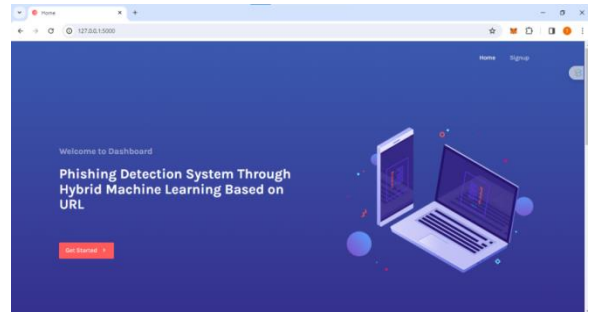 Home
127.0.0.1:5000
Home Signup
Welcome to Dashboard
Phishing Detection System Through
Hybrid Machine Learning Based on
URL
Get Started